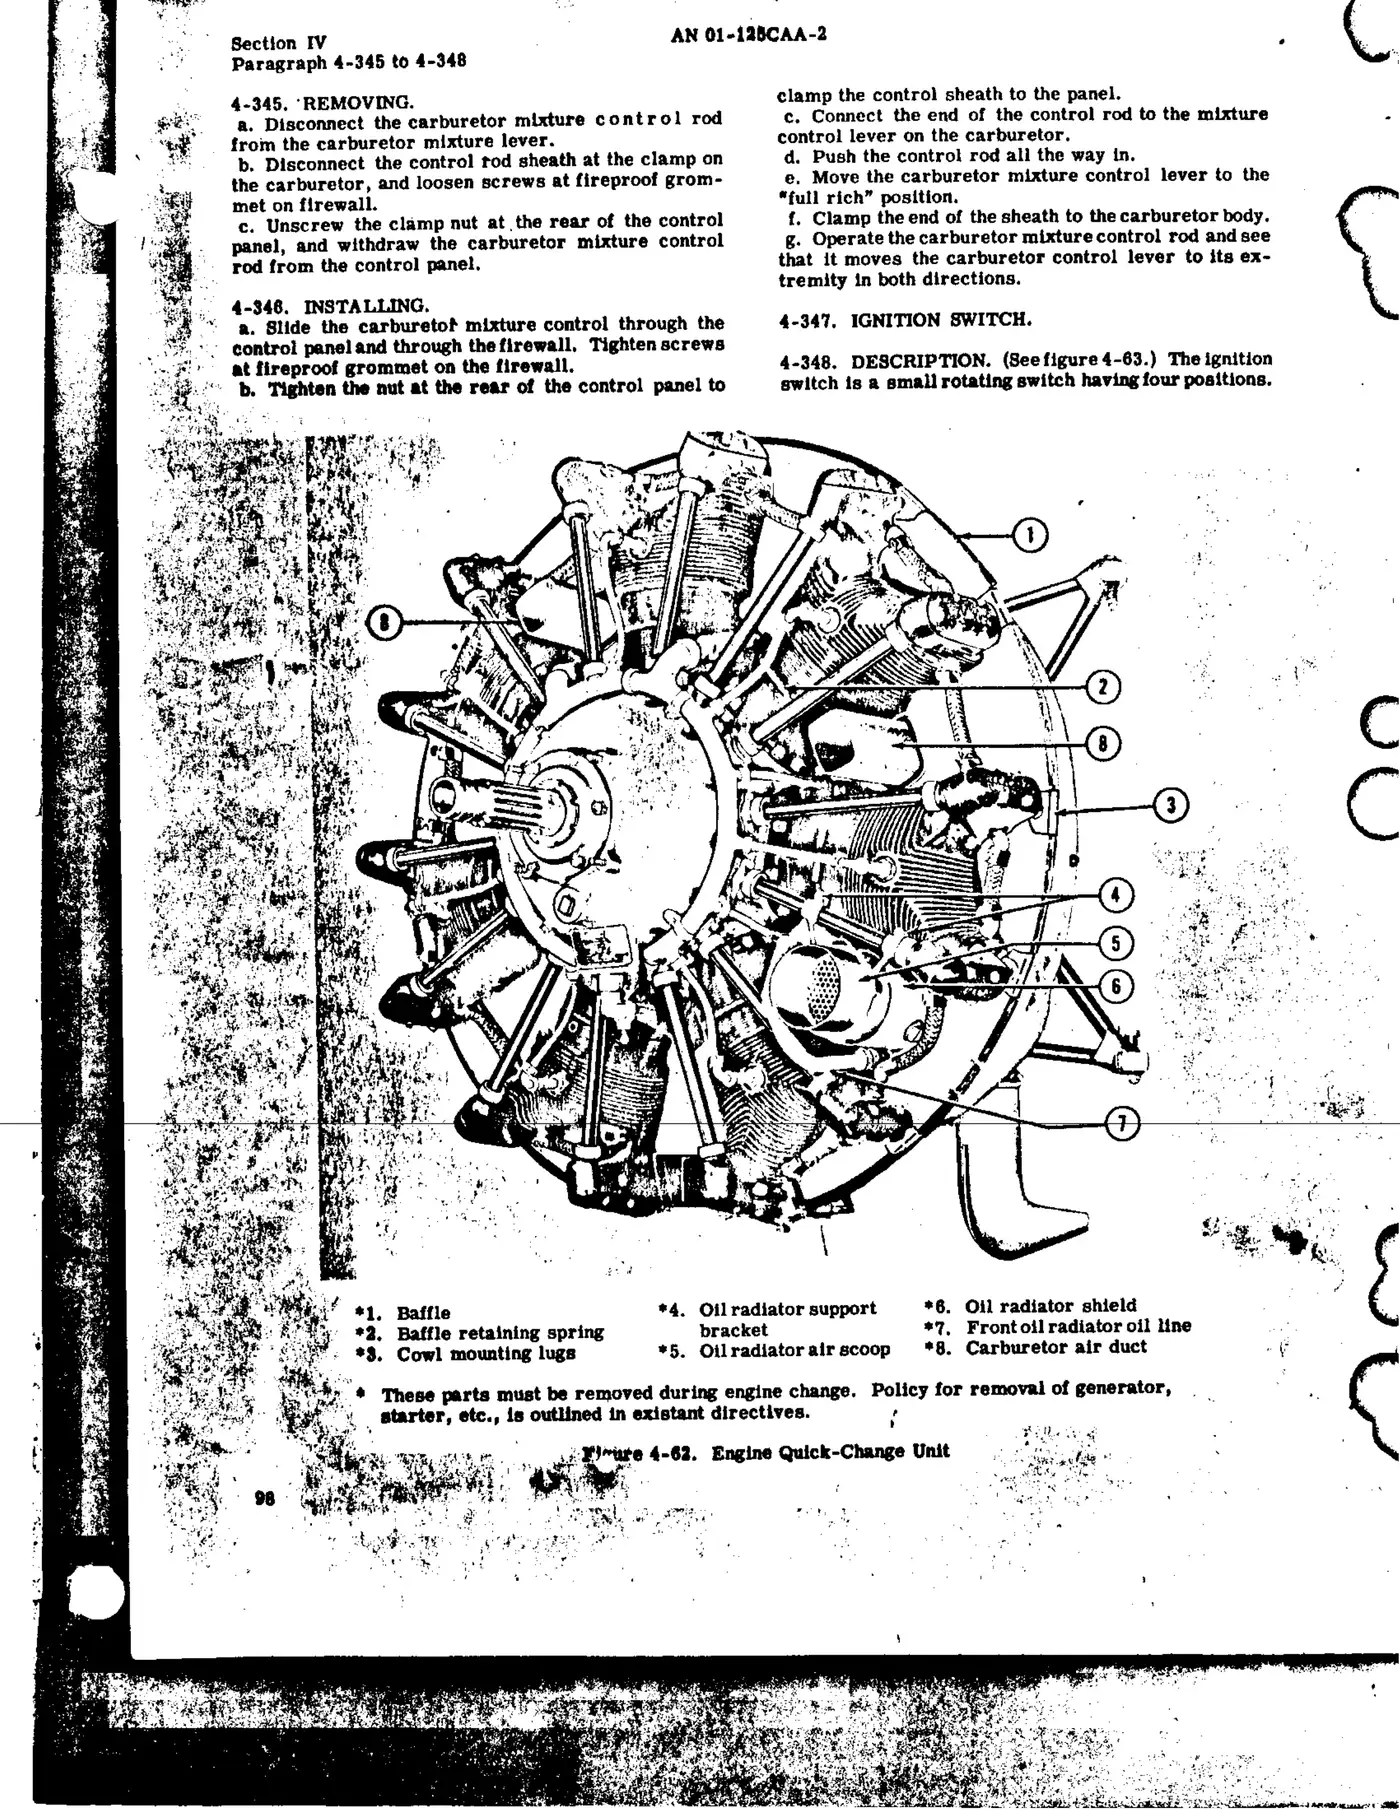 Section IV
Paragraph 4-345 to 4-348
AN 01-125CAA-2
4-345. REMOVING.
a. Disconnect the carburetor mixture control rod
from the carburetor mixture lever.
b. Disconnect the control rod sheath at the clamp on
the carburetor, and loosen screws at fireproof grom-
met on firewall.
c. Unscrew the clamp nut at the rear of the control
panel, and withdraw the carburetor mixture control
rod from the control panel.
4-346. INSTALLING.
a. Slide the carburetor mixture control through the
control panel and through the firewall. Tighten screws
at fireproof grommet on the firewall.
b. Tighten the nut at the rear of the control panel to
clamp the control sheath to the panel.
c. Connect the end of the control rod to the mixture
control lever on the carburetor.
d. Push the control rod all the way in.
e. Move the carburetor mixture control lever to the
"full rich" position.
f. Clamp the end of the sheath to the carburetor body.
g. Operate the carburetor mixture control rod and see
that it moves the carburetor control lever to its ex-
tremity in both directions.
4-347. IGNITION SWITCH.
4-348. DESCRIPTION. (See figure 4-63.) The ignition
switch is a small rotating switch having four positions.
1
8
2
8
3
4
5
6
7
*1. Baffle
*2. Baffle retaining spring
*3. Cowl mounting lugs
*4. Oil radiator support
bracket
*5. Oil radiator air scoop
*6. Oil radiator shield
*7. Front oil radiator oil line
*8. Carburetor air duct
* These parts must be removed during engine change. Policy for removal of generator,
starter, etc., is outlined in existant directives.
Figure 4-62. Engine Quick-Change Unit
98